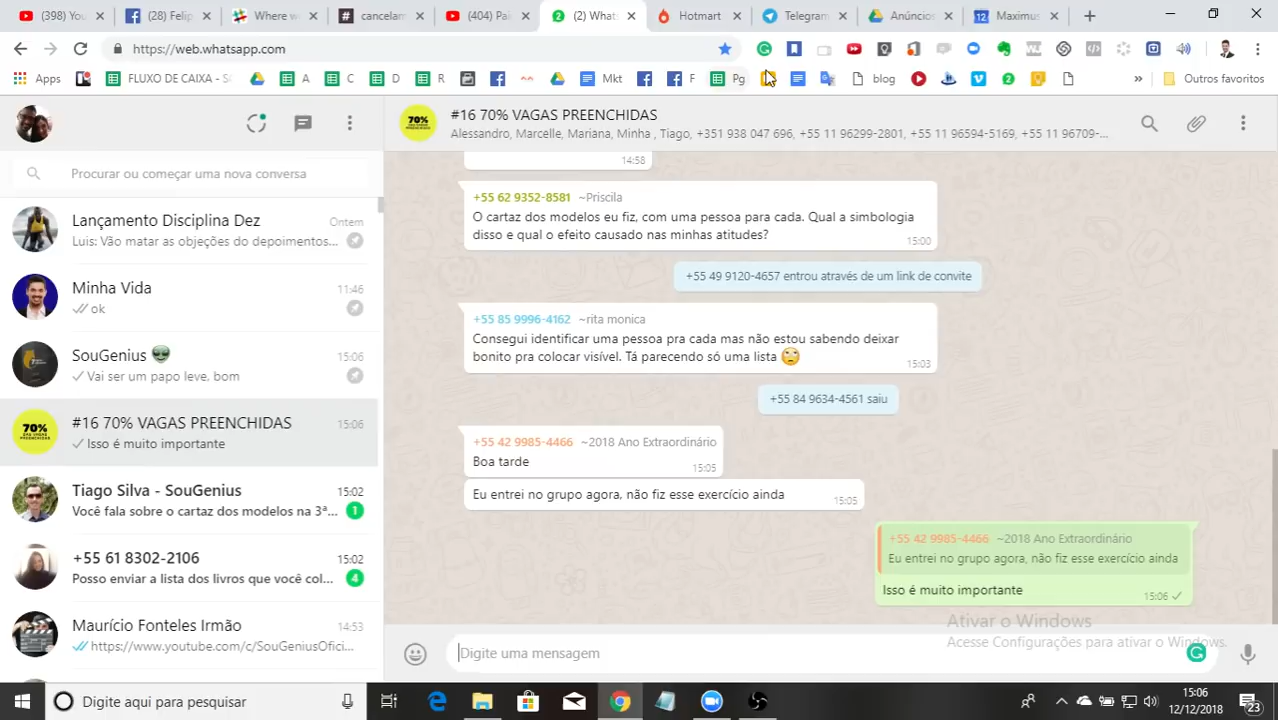 (398) You
(28) Felip
Where w
cancelam
(404) Pai
(2) What
Hotmart
Telegram
Anúncios
Maximus
https://web.whatsapp.com
Apps
FLUXO DE CAIXA - S
A
C
D
R
Mkt
F
Pg
blog
»
Outros favoritos
#16 70% VAGAS PREENCHIDAS
Alessandro, Marcelle, Mariana, Minha , Tiago, +351 938 047 696, +55 11 96299-2801, +55 11 96594-5169, +55 11 96709-...
Procurar ou começar uma nova conversa
Lançamento Disciplina Dez
Ontem
Luis: Vão matar as objeções do depoimentos...
Minha Vida
11:46
ok
SouGenius
15:06
Vai ser um papo leve, bom
70%
#16 70% VAGAS PREENCHIDAS
15:06
Isso é muito importante
Tiago Silva - SouGenius
15:02
Você fala sobre o cartaz dos modelos na 3ª...
1
+55 61 8302-2106
15:02
Posso enviar a lista dos livros que você col...
4
Maurício Fonteles Irmão
14:53
https://www.youtube.com/c/SouGeniusOfici...
14:58
+55 62 9352-8581 ~Priscila
O cartaz dos modelos eu fiz, com uma pessoa para cada. Qual a simbologia
disso e qual o efeito causado nas minhas atitudes?
15:00
+55 49 9120-4657 entrou através de um link de convite
+55 85 9996-4162 ~rita monica
Consegui identificar uma pessoa pra cada mas não estou sabendo deixar
bonito pra colocar visível. Tá parecendo só uma lista
15:03
+55 84 9634-4561 saiu
+55 42 9985-4466 ~2018 Ano Extraordinário
Boa tarde
15:05
Eu entrei no grupo agora, não fiz esse exercício ainda
15:05
+55 42 9985-4466 ~2018 Ano Extraordinário
Eu entrei no grupo agora, não fiz esse exercício ainda
Isso é muito importante
15:06
Ativar o Windows
Acesse Configurações para ativar o Windows.
Digite uma mensagem
Digite aqui para pesquisar
15:06
12/12/2018
23